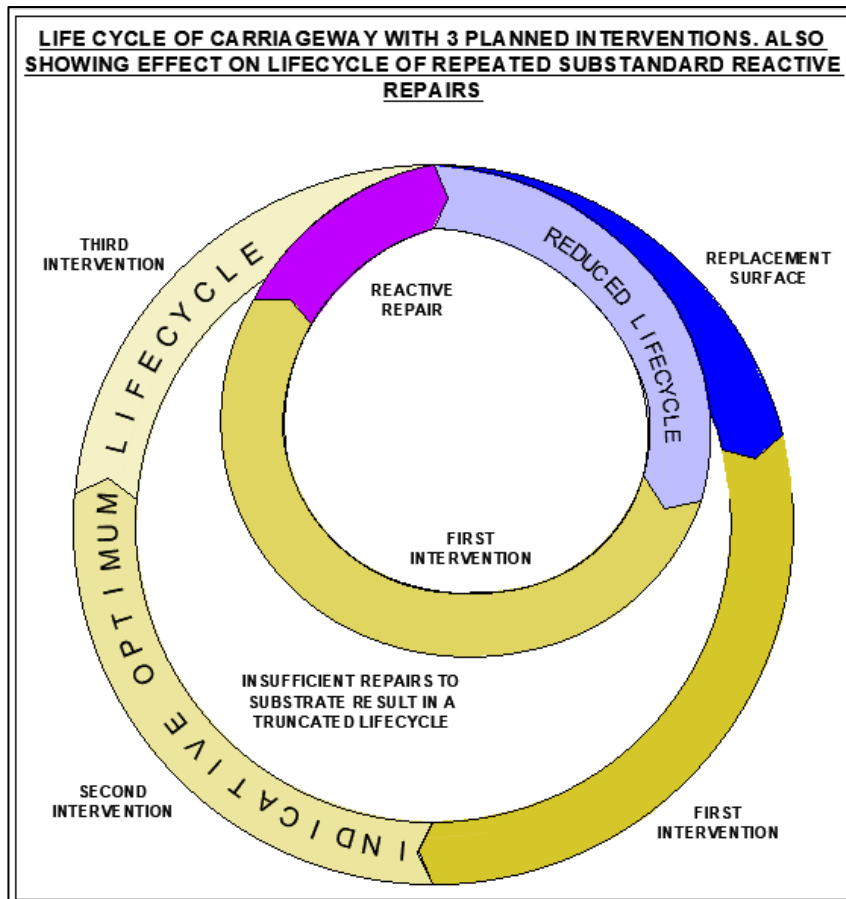 LIFE CYCLE OF CARRIAGEWAY WITH 3 PLANNED INTERVENTIONS. ALSO
SHOWING EFFECT ON LIFECYCLE OF REPEATED SUBSTANDARD REACTIVE
REPAIRS
THIRD
INTERVENTION
REACTIVE
REPAIR
REDUCED LIFECYCLE
REPLACEMENT
SURFACE
FIRST
INTERVENTION
INSUFFICIENT REPAIRS TO
SUBSTRATE RESULT IN A
TRUNCATED LIFECYCLE
INDICATIVE OPTIMUM LIFECYCLE
SECOND
INTERVENTION
FIRST
INTERVENTION